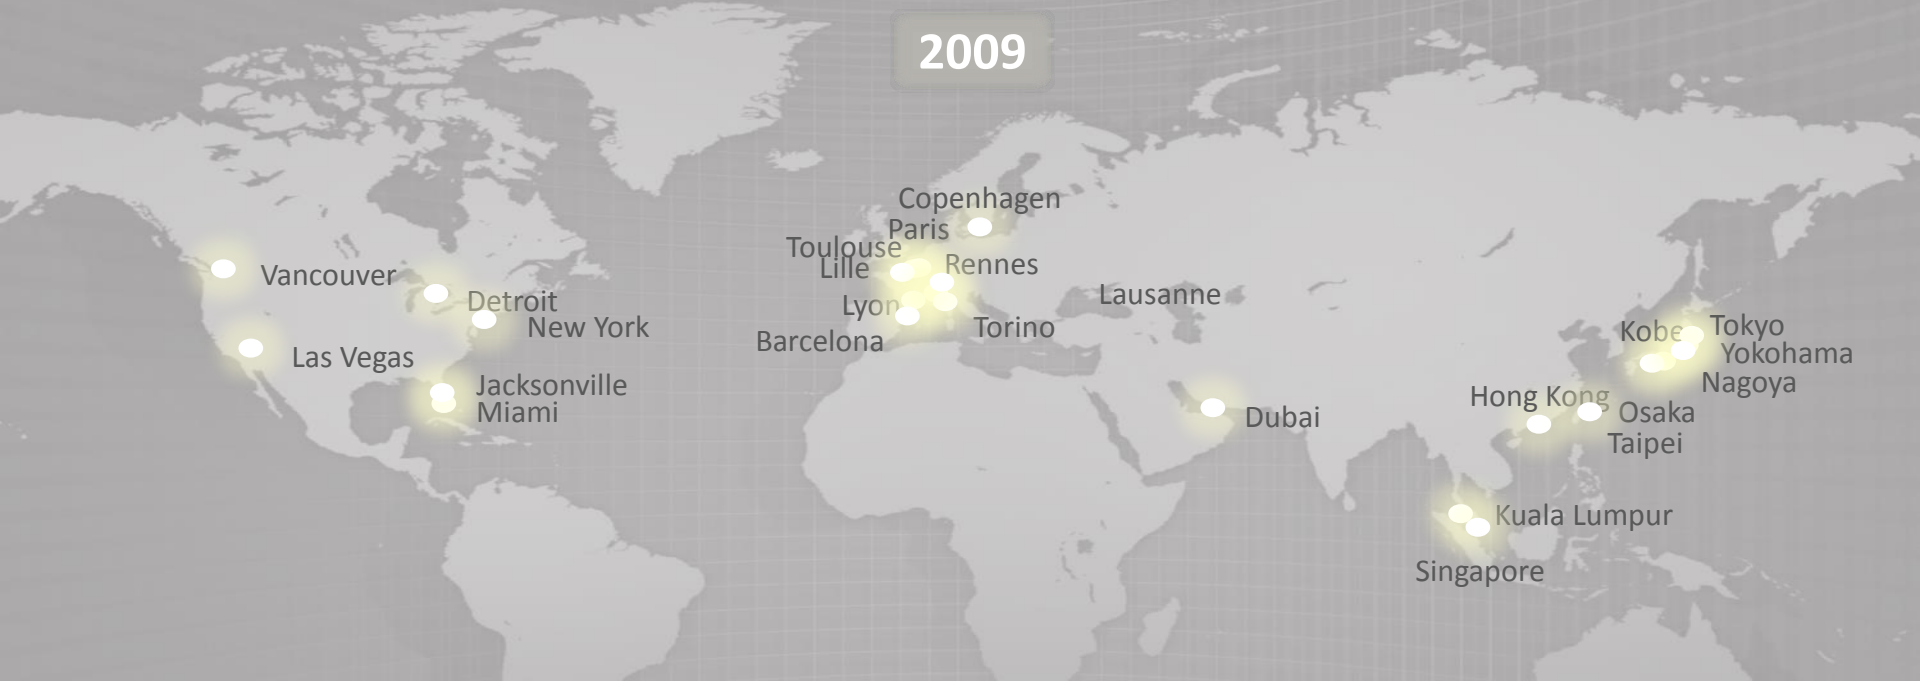 2009
Copenhagen
Paris
Toulouse
Lille
Rennes
Vancouver
Detroit
New York
Lyon
Lausanne
Torino
Barcelona
Las Vegas
Jacksonville
Miami
Dubai
Kobe
Tokyo
Yokohama
Nagoya
Hong Kong
Osaka
Taipei
Kuala Lumpur
Singapore